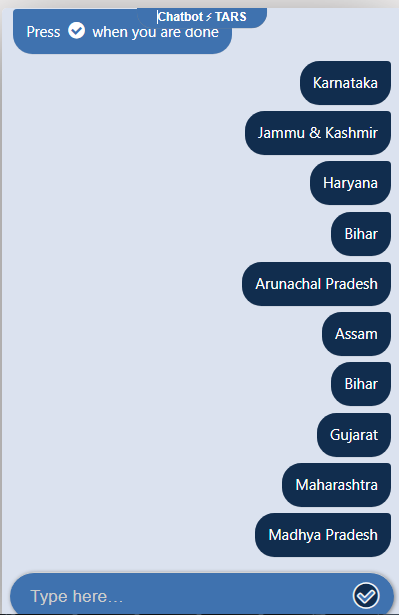 Chatbot⚡TARS
Press ✔ when you are done
Karnataka
Jammu & Kashmir
Haryana
Bihar
Arunachal Pradesh
Assam
Bihar
Gujarat
Maharashtra
Madhya Pradesh
Type here...